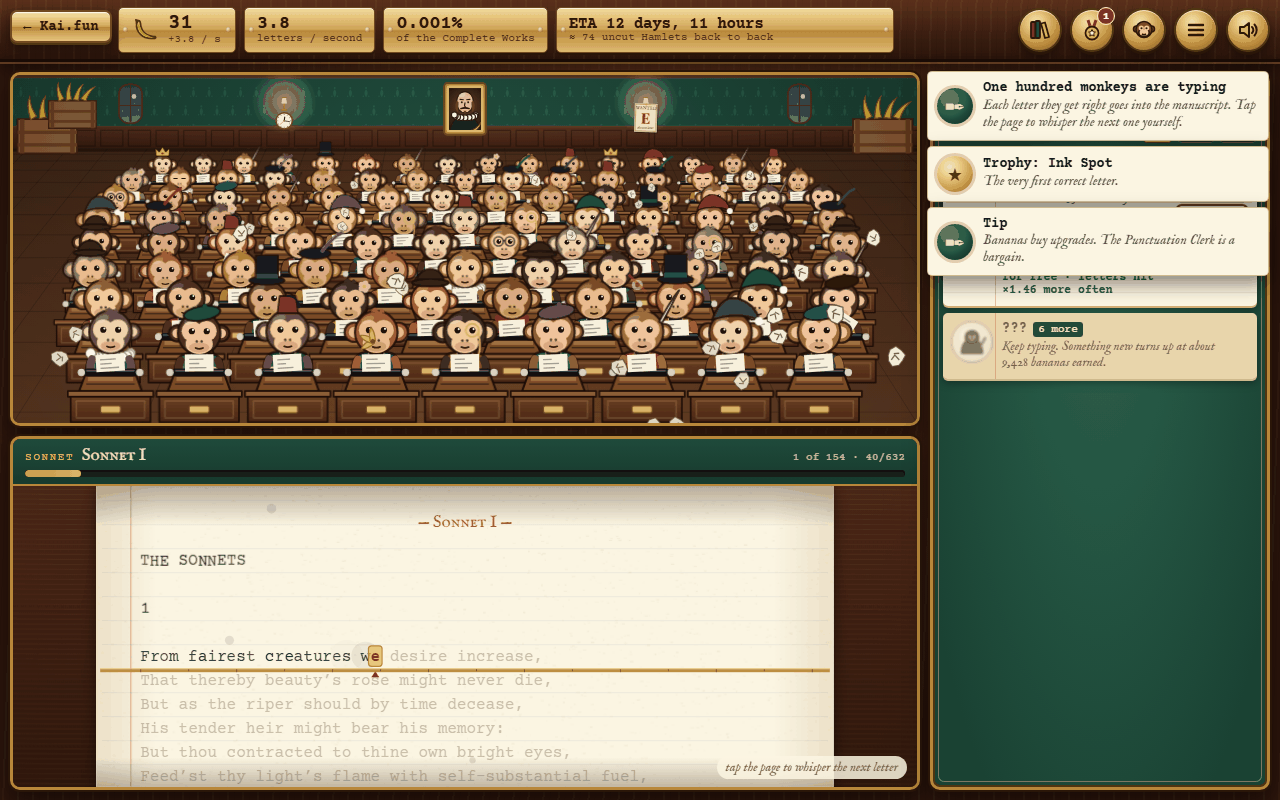 ← Kai.fun
31
+3.8 / s
3.8
letters / second
0.001%
of the Complete Works
ETA 12 days, 11 hours
≈ 74 uncut Hamlets back to back
1
WANTED
E
One hundred monkeys are typing
Each letter they get right goes into the manuscript. Tap
the page to whisper the next one yourself.
Trophy: Ink Spot
The very first correct letter.
Tip
Bananas buy upgrades. The Punctuation Clerk is a
bargain.
for free · letters hit
×1.46 more often
??? 6 more
Keep typing. Something new turns up at about
9,428 bananas earned.
SONNET Sonnet I
1 of 154 · 40/632
— Sonnet I —
THE SONNETS
1
From fairest creatures we desire increase,
That thereby beauty’s rose might never die,
But as the riper should by time decease,
His tender heir might bear his memory:
But thou contracted to thine own bright eyes,
Feed’st thy light’s flame with self-substantial fuel,
tap the page to whisper the next letter